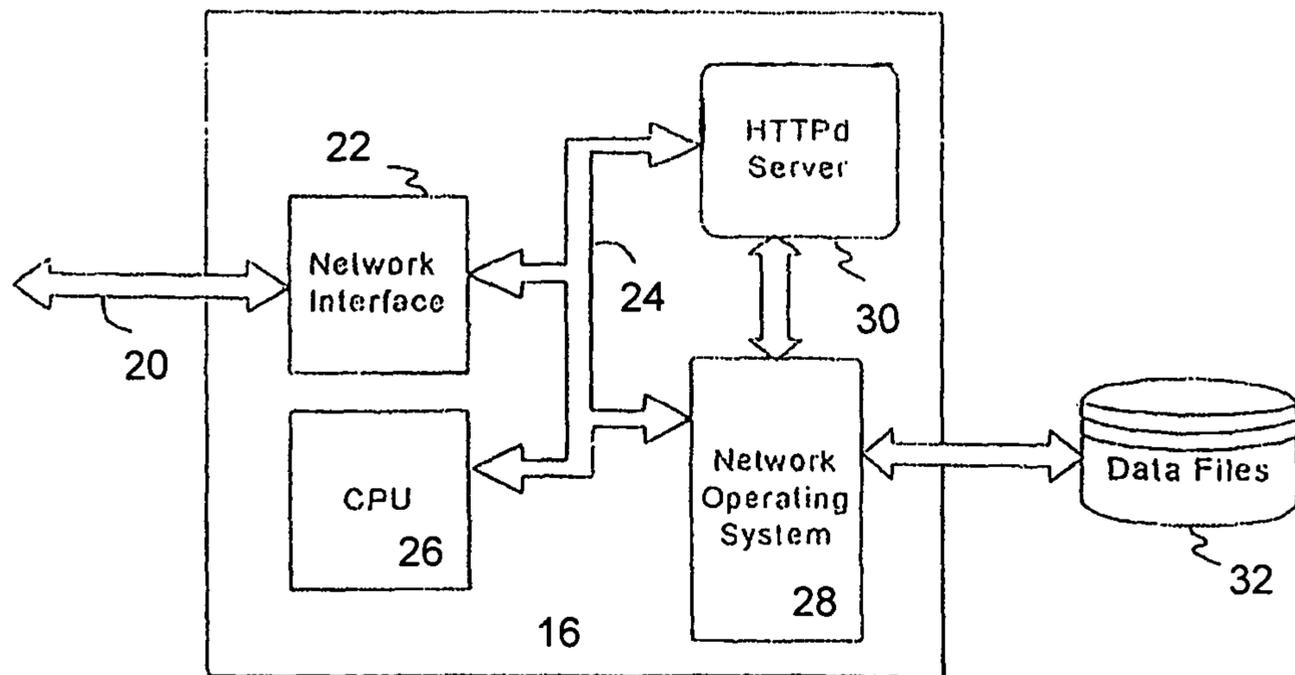 22
Network
Interface
20
24
HTTPd
Server
30
CPU
26
Network
Operating
System
28
16
Data Files
32